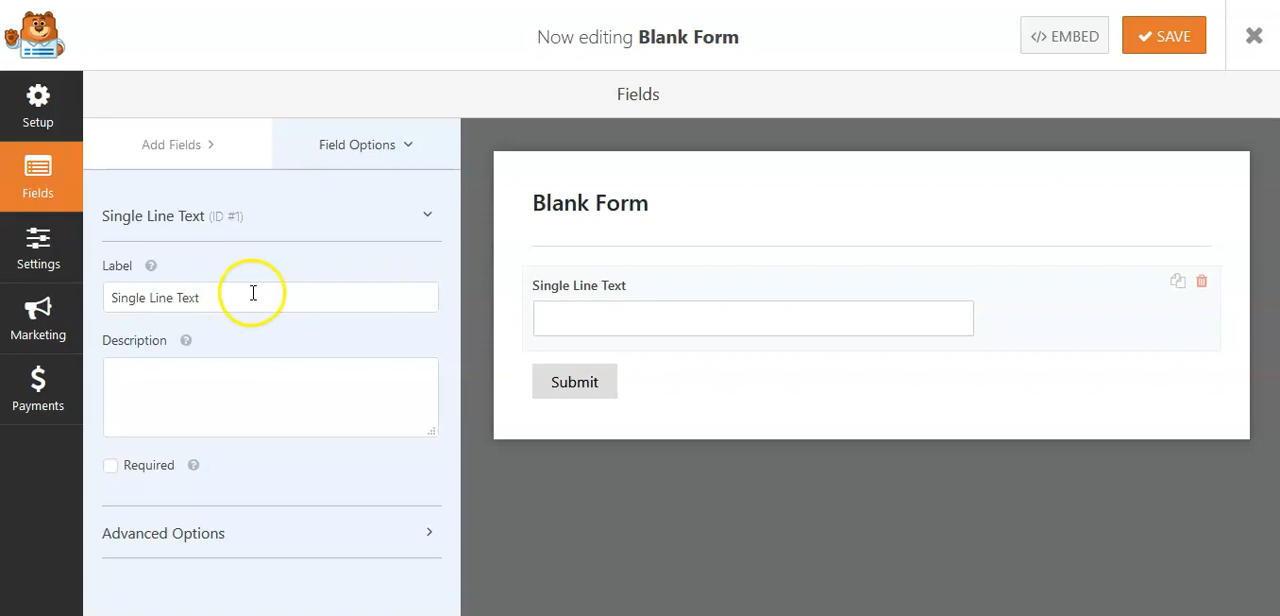 Now editing Blank Form
</> EMBED
SAVE
Fields
Setup
Fields
Settings
Marketing
Payments
Add Fields
Field Options
Single Line Text (ID #1)
Label
Single Line Text
Description
Required
Advanced Options
Blank Form
Single Line Text
Submit